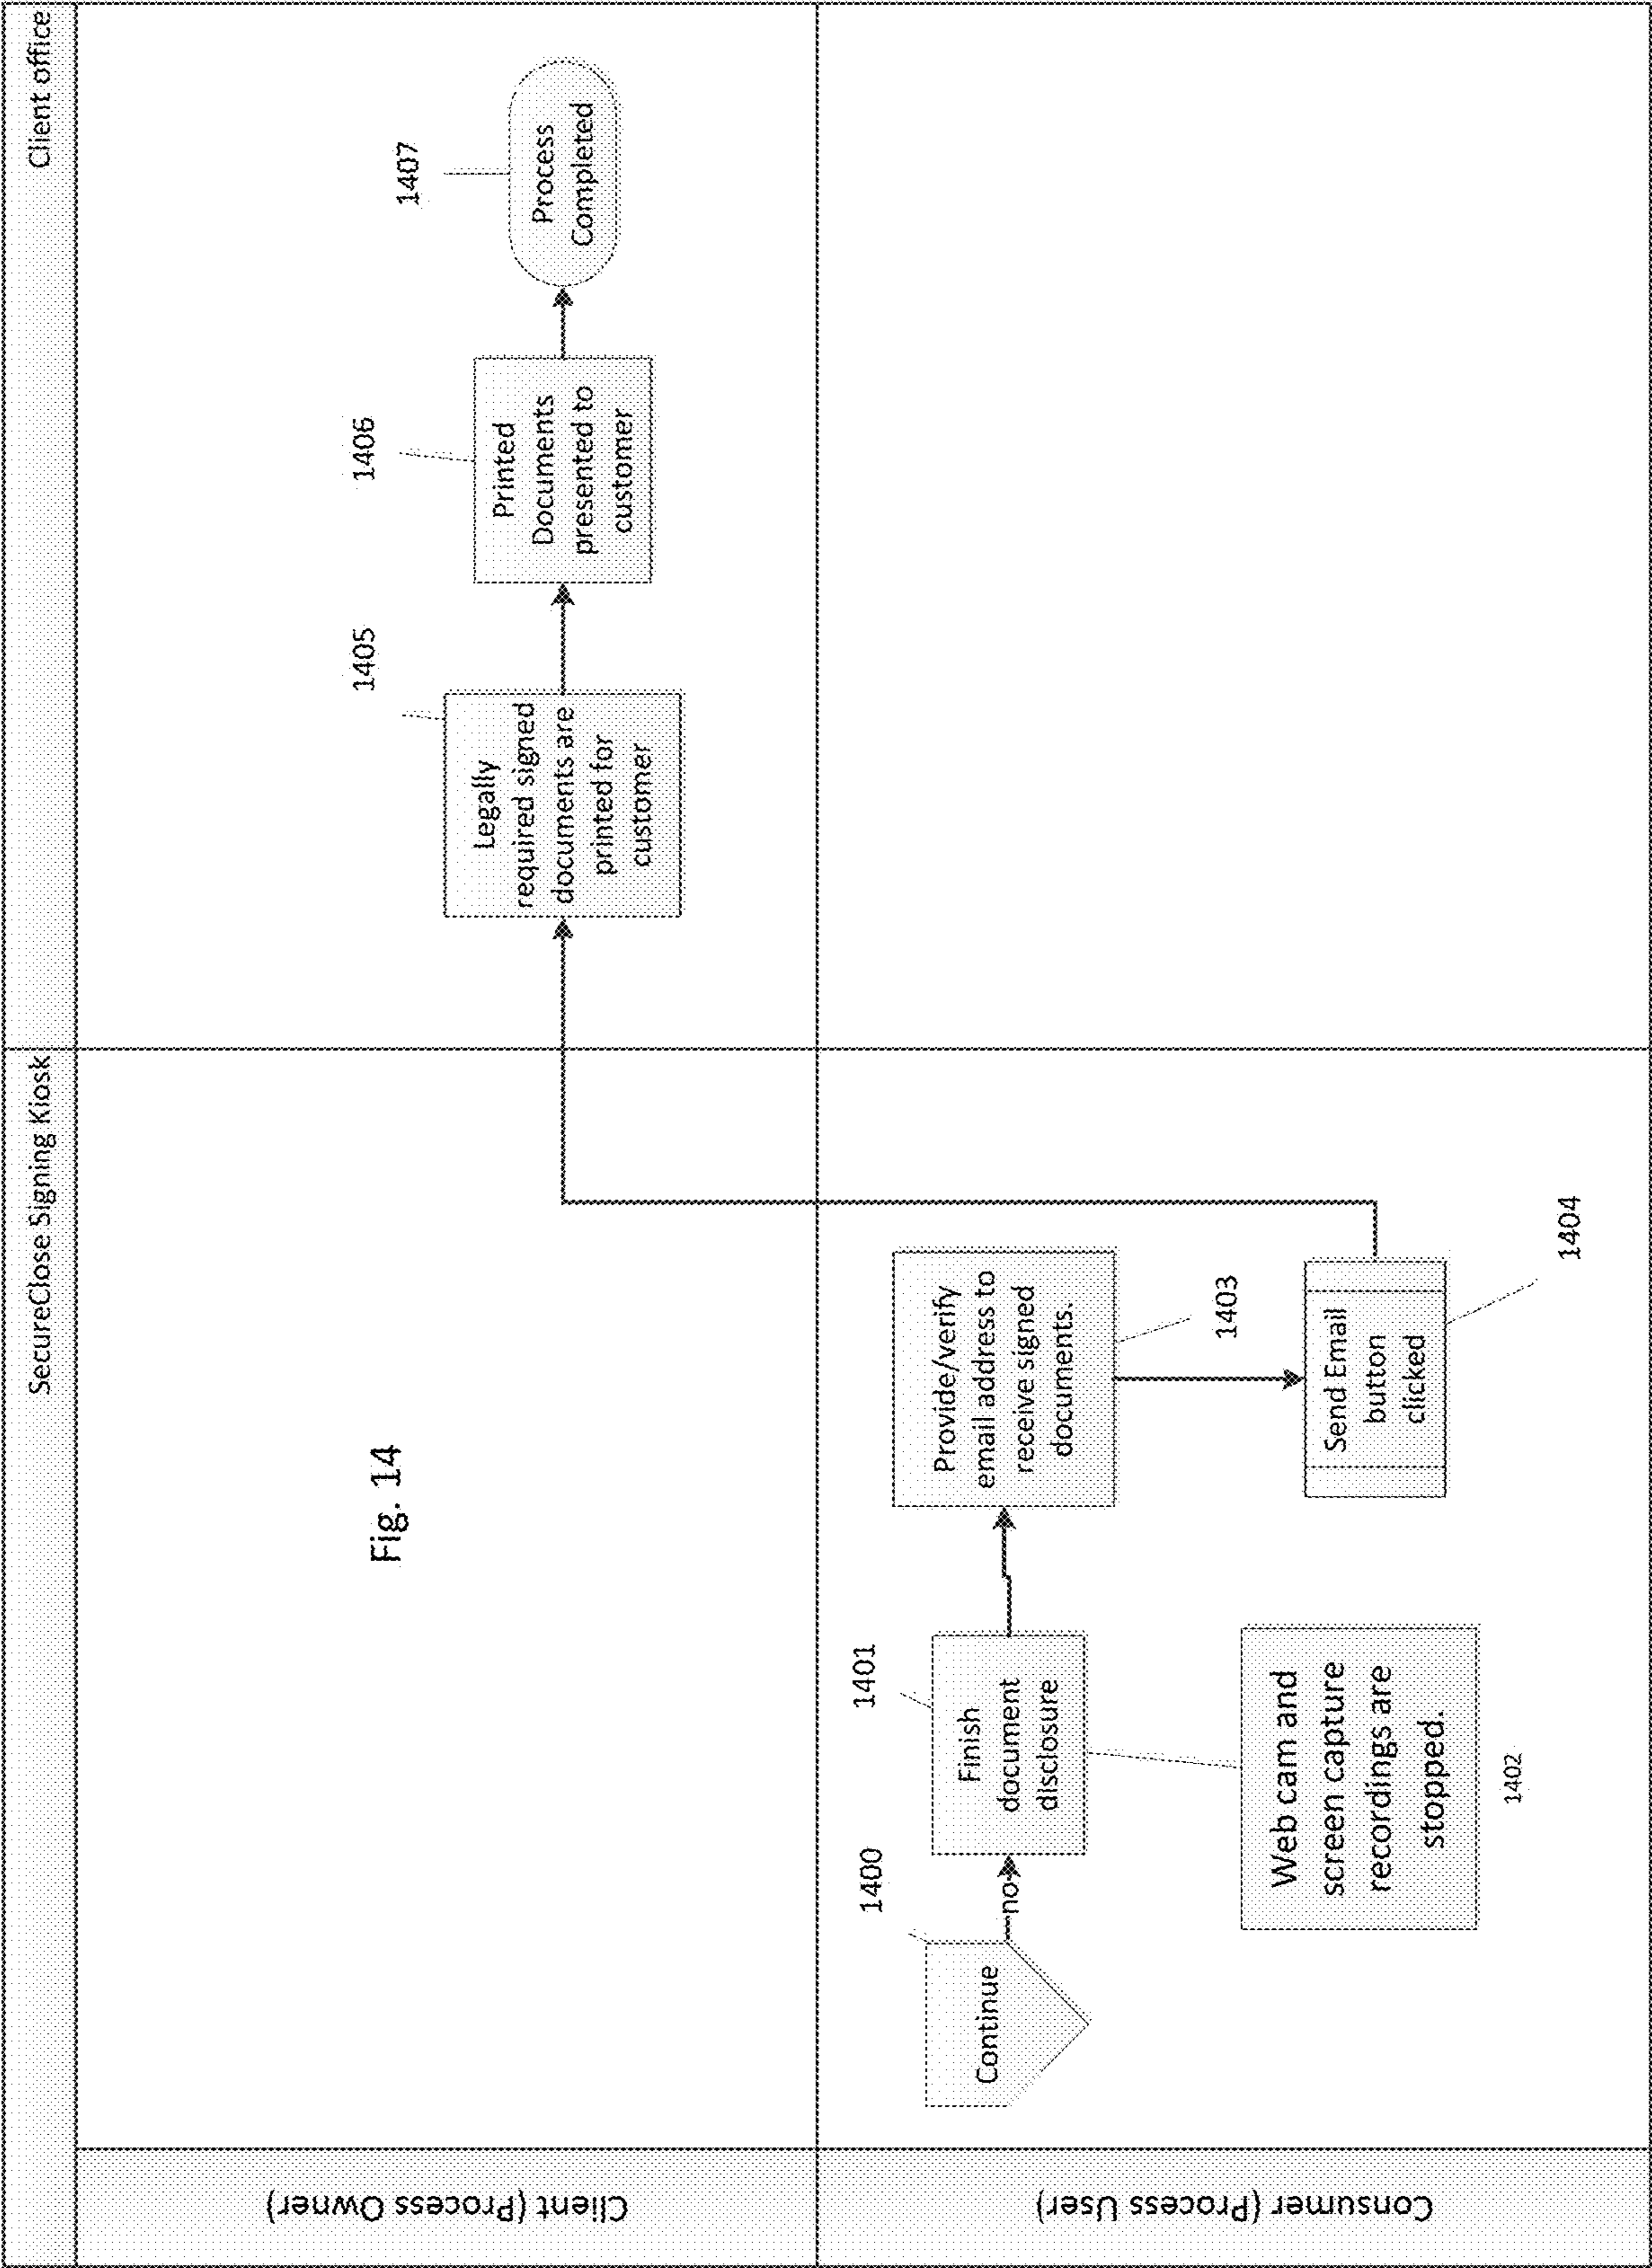 SecureClose Signing Kiosk
Client office
Client (Process Owner)
Fig. 14
1405
Legally
required signed
documents are
printed for
customer
1406
Printed
Documents
presented to
customer
1407
Process
Completed
Consumer (Process User)
1400
Continue
no
1401
Finish
document
disclosure
1402
Web cam and
screen capture
recordings are
stopped.
Provide/verify
email address to
receive signed
documents.
1403
Send Email
button
clicked
1404